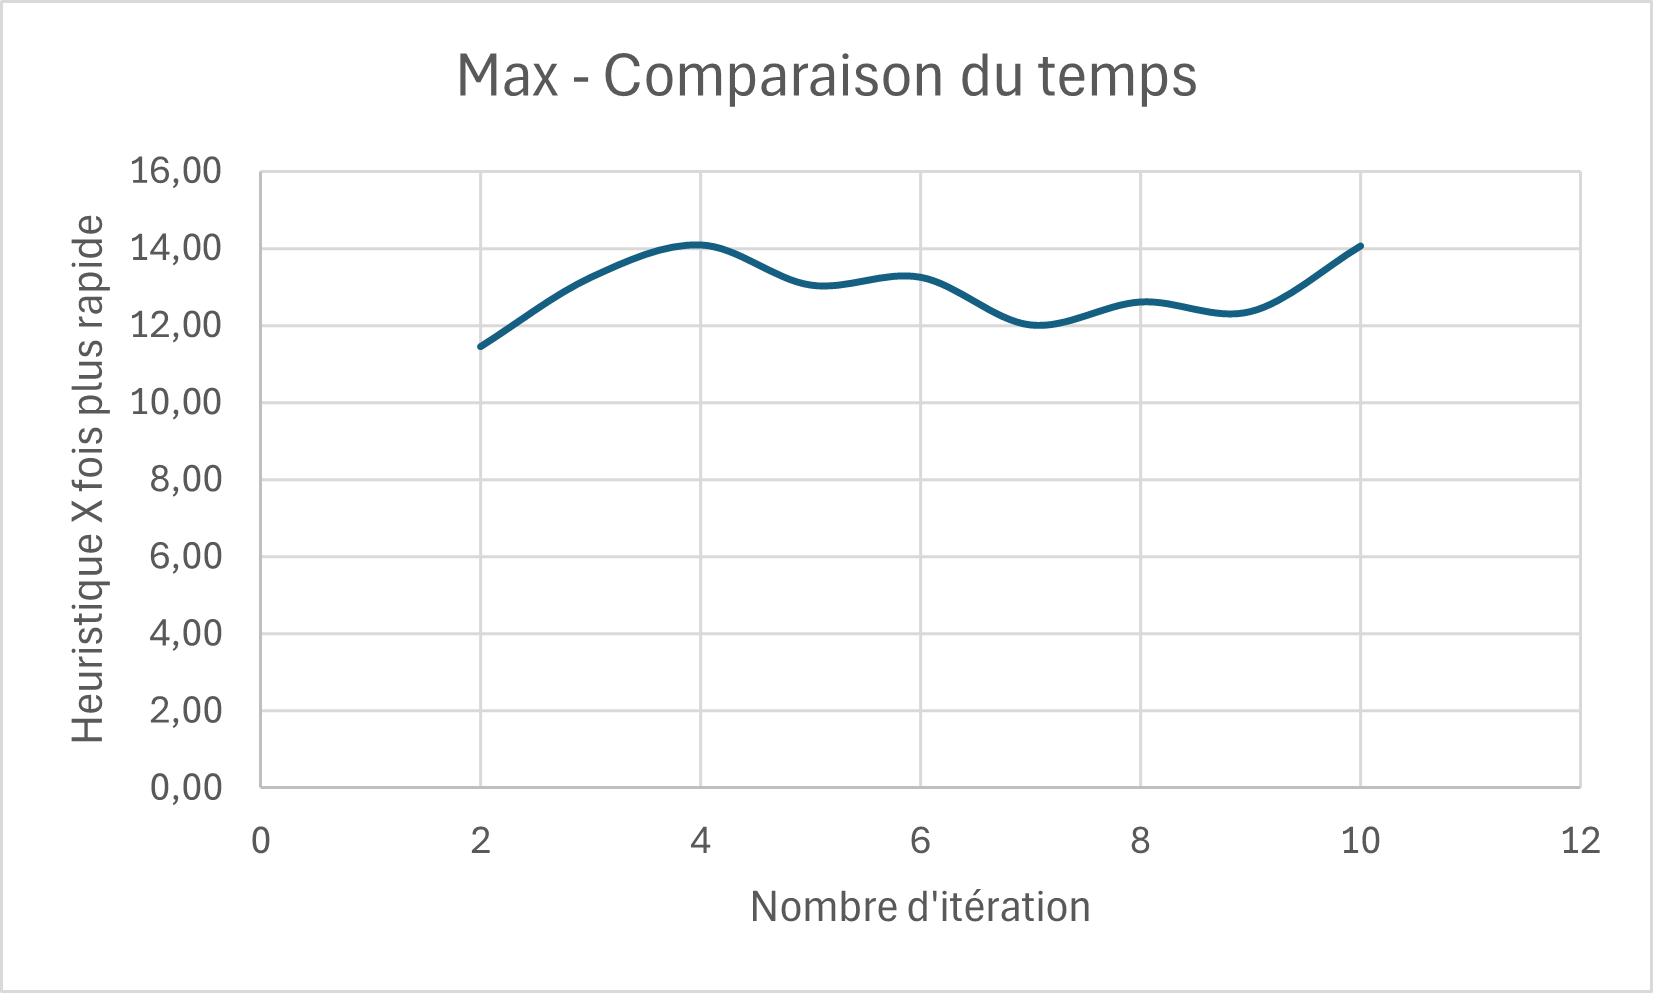 Max - Comparaison du temps
Heuristique X fois plus rapide
16,00
14,00
12,00
10,00
8,00
6,00
4,00
2,00
0,00
0 2 4 6 8 10 12
Nombre d'itération